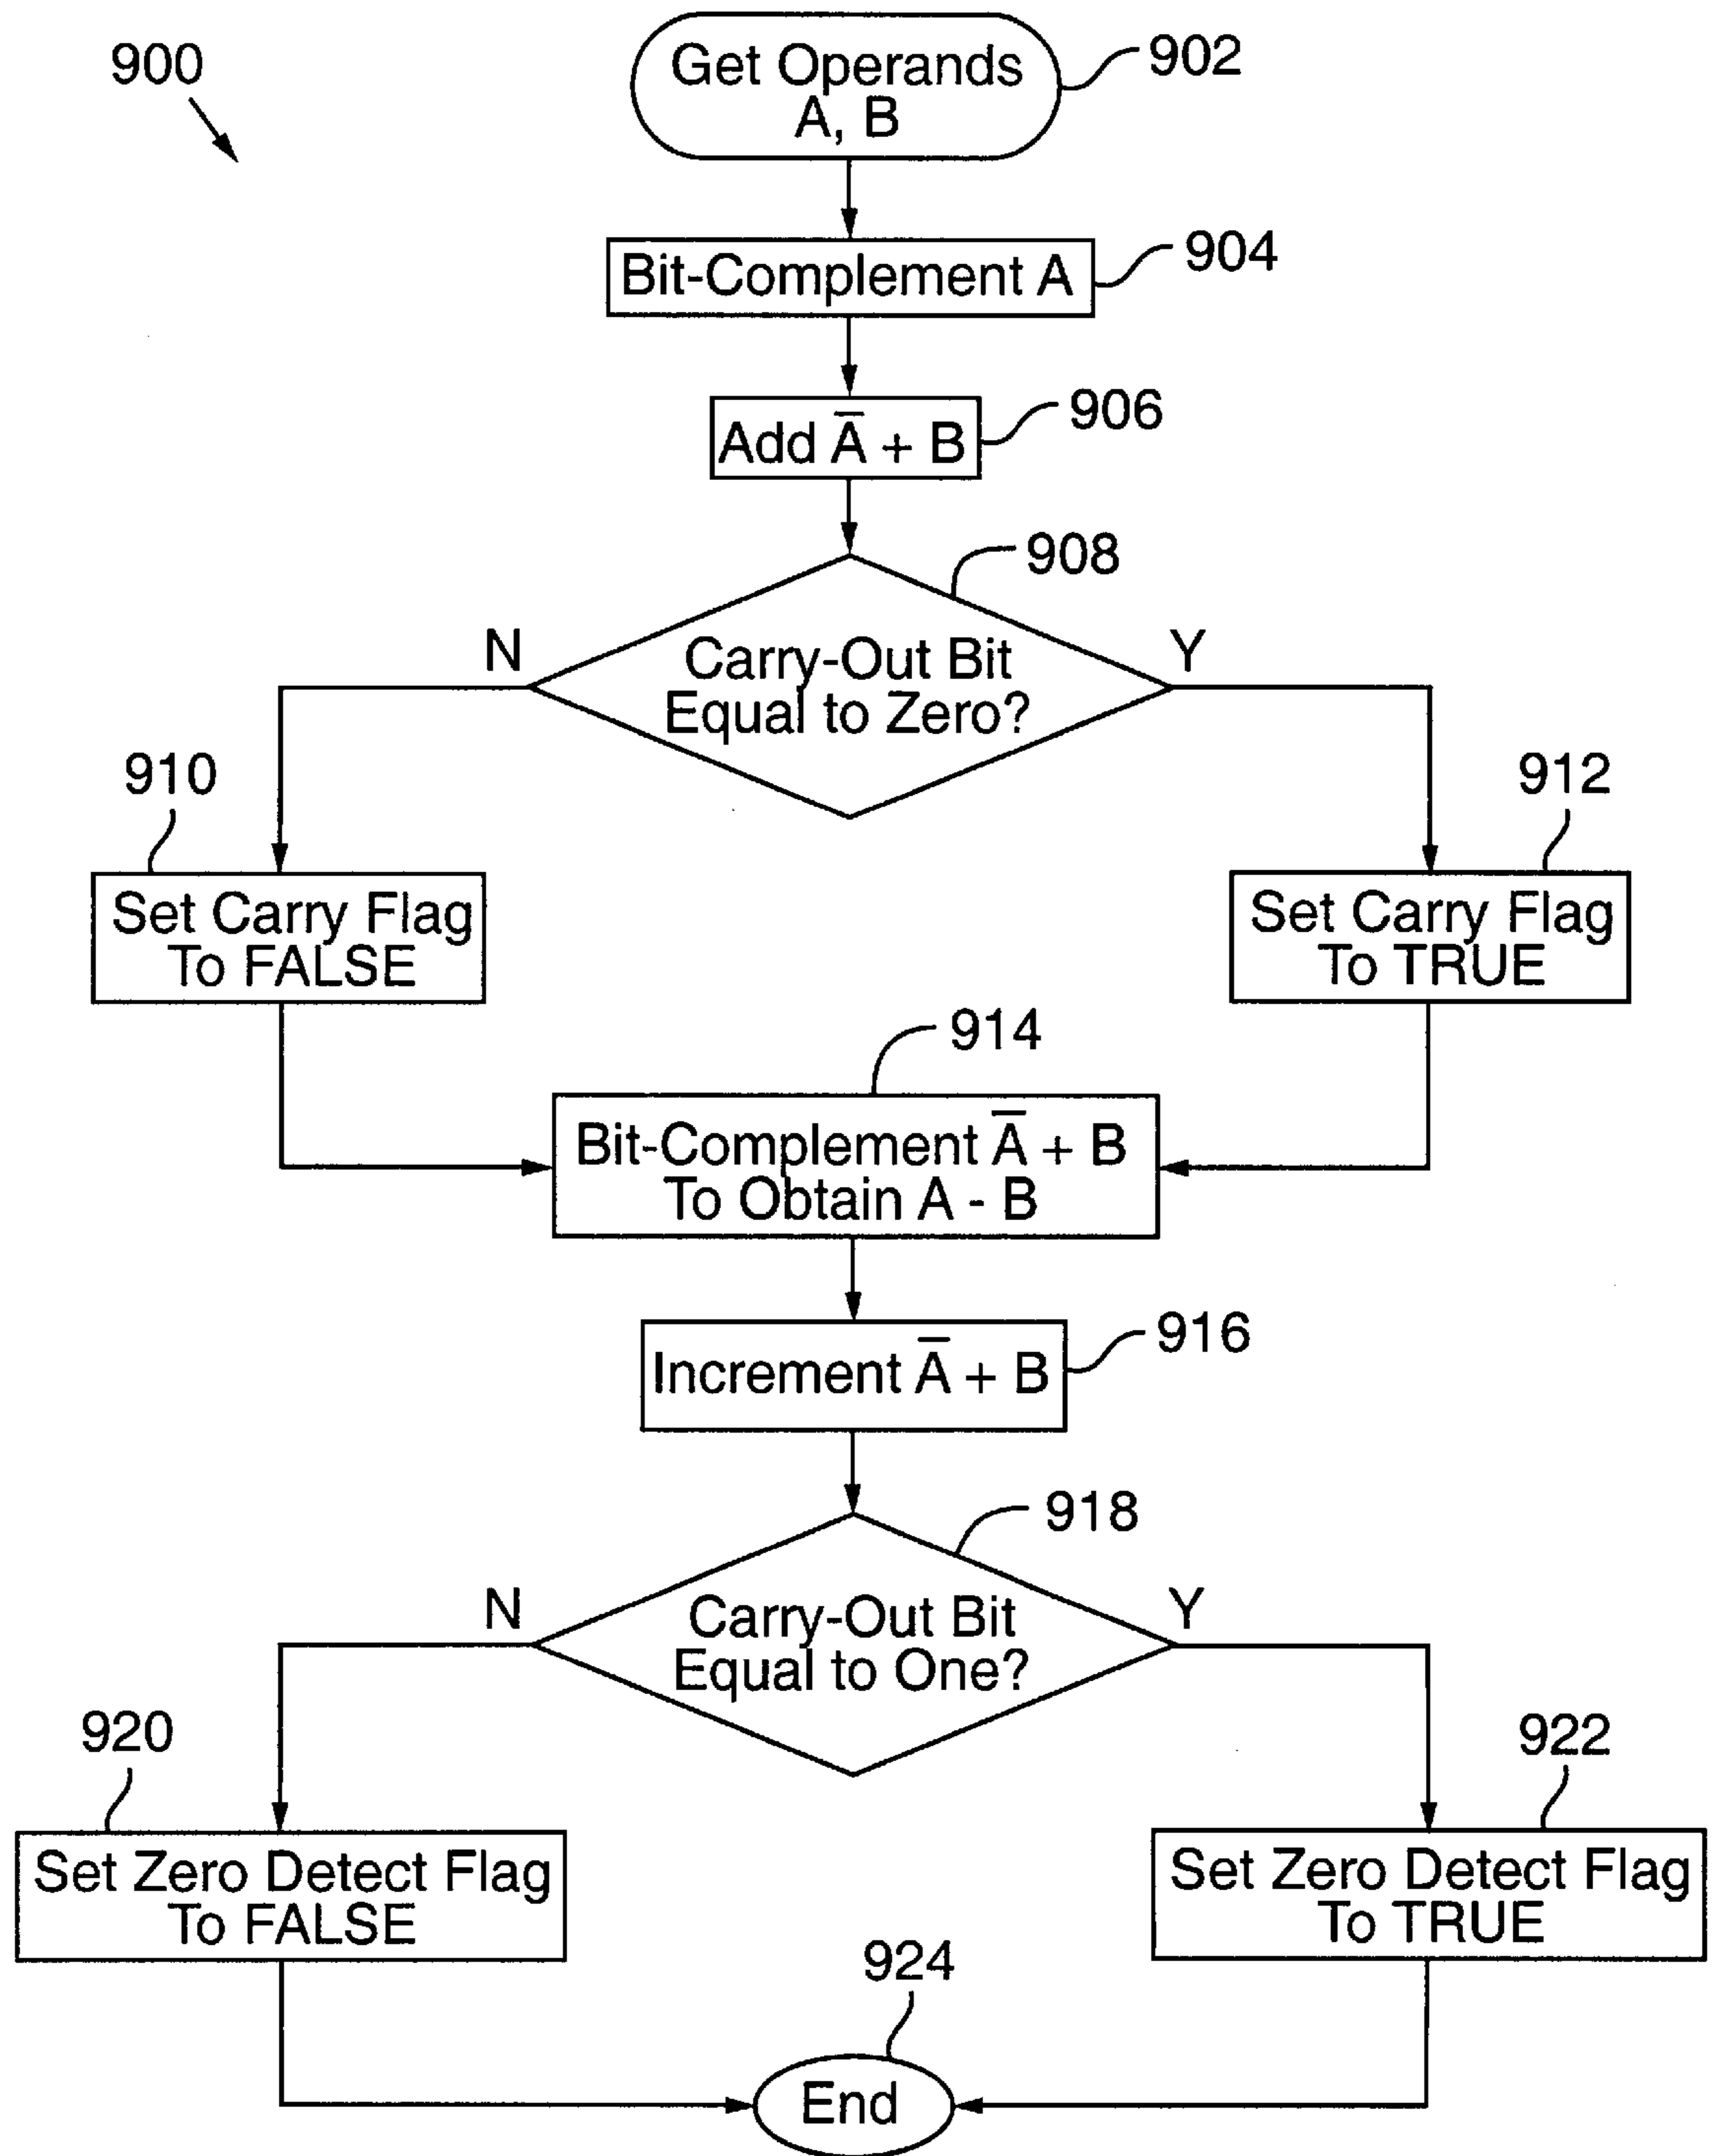 900
Get Operands
A, B
902
Bit-Complement A
904
Add A̅ + B
906
908
N
Carry-Out Bit
Equal to Zero?
Y
910
Set Carry Flag
To FALSE
912
Set Carry Flag
To TRUE
914
Bit-Complement A̅ + B
To Obtain A - B
Increment A̅ + B
916
918
N
Carry-Out Bit
Equal to One?
Y
920
Set Zero Detect Flag
To FALSE
922
Set Zero Detect Flag
To TRUE
924
End